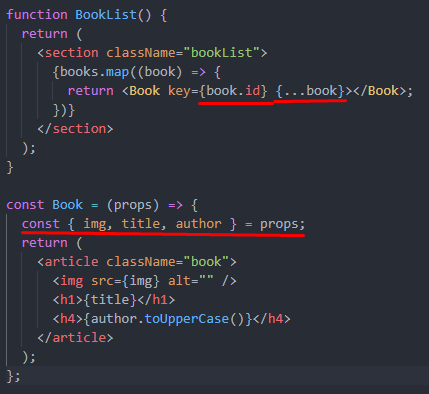 function BookList() {
return (
<section className="bookList">
{books.map((book) => {
return <Book key={book.id} {...book}></Book>;
})}
</section>
);
}
const Book = (props) => {
const { img, title, author } = props;
return (
<article className="book">
<img src={img} alt="" />
<h1>{title}</h1>
<h4>{author.toUpperCase()}</h4>
</article>
);
};